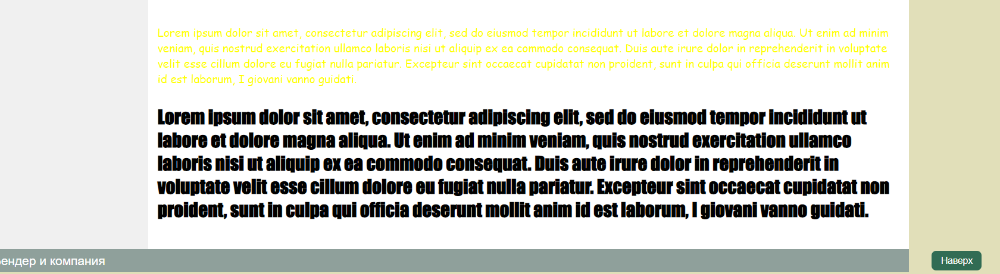 Lorem ipsum dolor sit amet, consectetur adipiscing elit, sed do eiusmod tempor incididunt ut labore et dolore magna aliqua. Ut enim ad minim
veniam, quis nostrud exercitation ullamco laboris nisi ut aliquip ex ea commodo consequat. Duis aute irure dolor in reprehenderit in voluptate
velit esse cillum dolore eu fugiat nulla pariatur. Excepteur sint occaecat cupidatat non proident, sunt in culpa qui officia deserunt mollit anim
id est laborum, I giovani vanno guidati.
Lorem ipsum dolor sit amet, consectetur adipiscing elit, sed do eiusmod tempor incididunt ut
labore et dolore magna aliqua. Ut enim ad minim veniam, quis nostrud exercitation ullamco
laboris nisi ut aliquip ex ea commodo consequat. Duis aute irure dolor in reprehenderit in
voluptate velit esse cillum dolore eu fugiat nulla pariatur. Excepteur sint occaecat cupidatat non
proident, sunt in culpa qui officia deserunt mollit anim id est laborum, I giovani vanno guidati.
Бендер и компания
Наверх